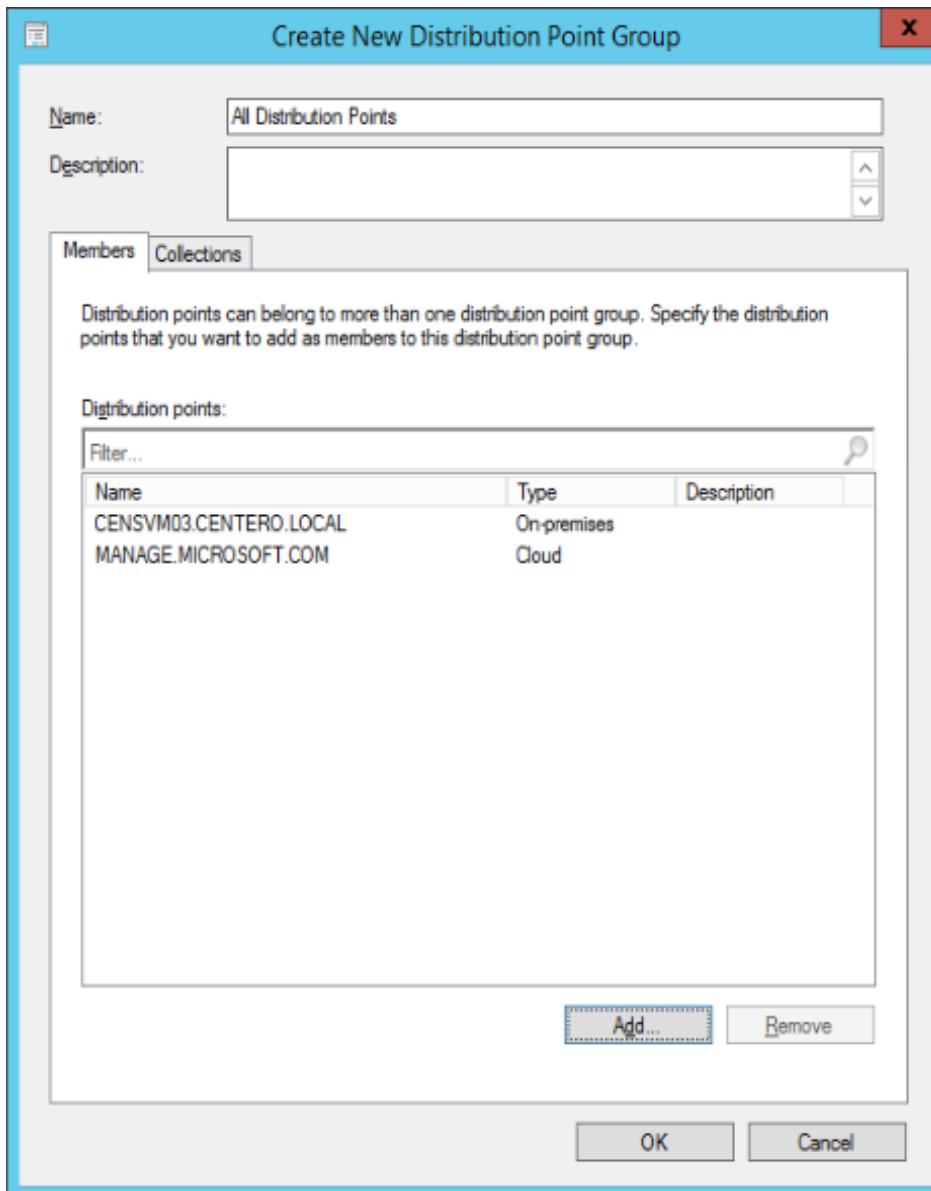 Create New Distribution Point Group
x
Name:
All Distribution Points
Description:
Members
Collections
Distribution points can belong to more than one distribution point group. Specify the distribution
points that you want to add as members to this distribution point group.
Distribution points:
Filter...
Name Type Description
CENSVM03.CENTERO.LOCAL On-premises
MANAGE.MICROSOFT.COM Cloud
Add... Remove
OK Cancel